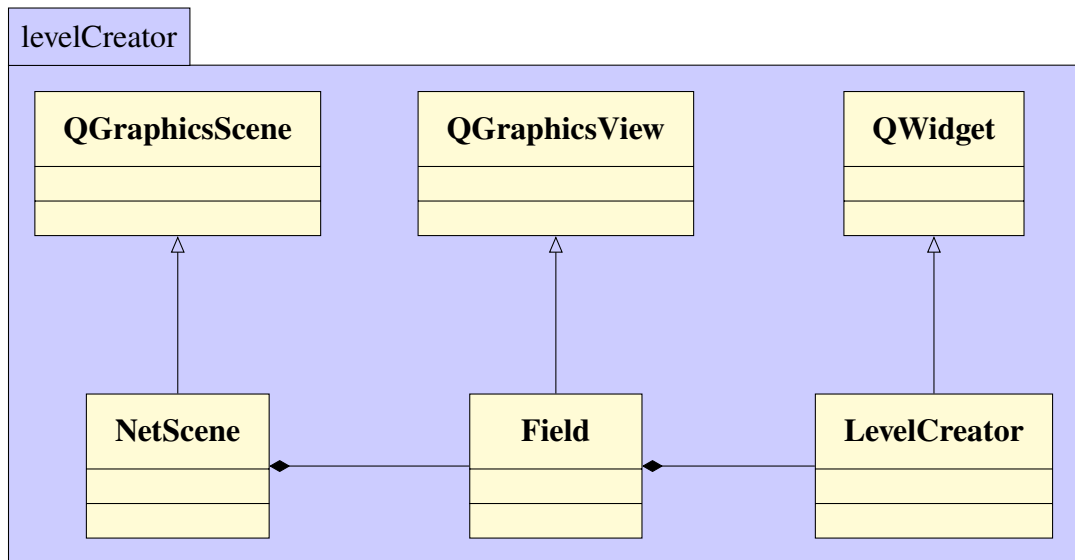 levelCreator
QGraphicsScene
QGraphicsView
QWidget
NetScene
Field
LevelCreator